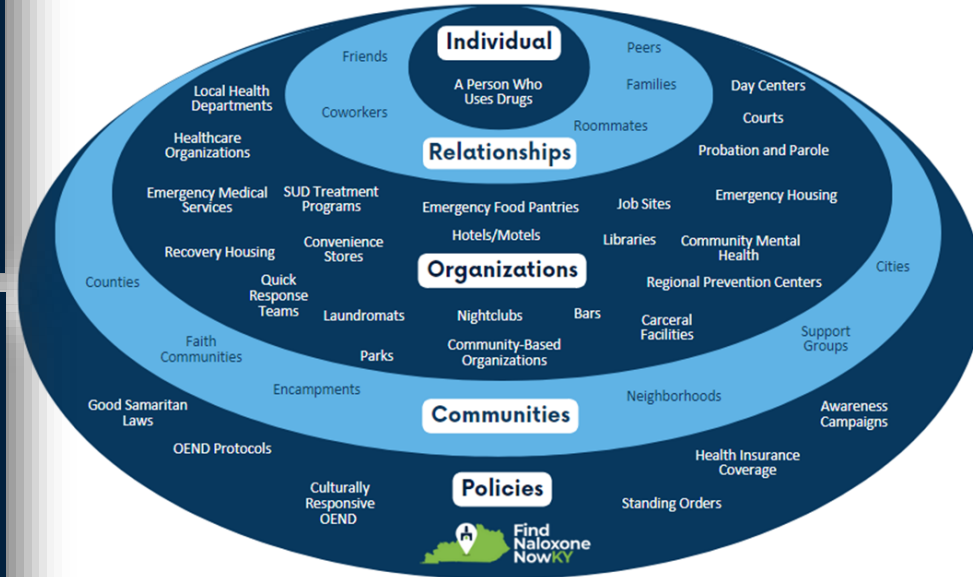 Individual
A Person Who
Uses Drugs
Friends
Peers
Families
Coworkers
Roommates
Relationships
Local Health
Departments
Day Centers
Courts
Healthcare
Organizations
Probation and Parole
Emergency Medical
Services
SUD Treatment
Programs
Emergency Food Pantries
Job Sites
Emergency Housing
Hotels/Motels
Recovery Housing
Convenience
Stores
Libraries
Community Mental
Health
Organizations
Quick
Response
Teams
Regional Prevention Centers
Laundromats
Nightclubs
Bars
Carceral
Facilities
Parks
Community-Based
Organizations
Counties
Cities
Faith
Communities
Support
Groups
Encampments
Neighborhoods
Communities
Good Samaritan
Laws
Awareness
Campaigns
OEND Protocols
Health Insurance
Coverage
Culturally
Responsive
OEND
Policies
Standing Orders
Find
Naloxone
NowKY